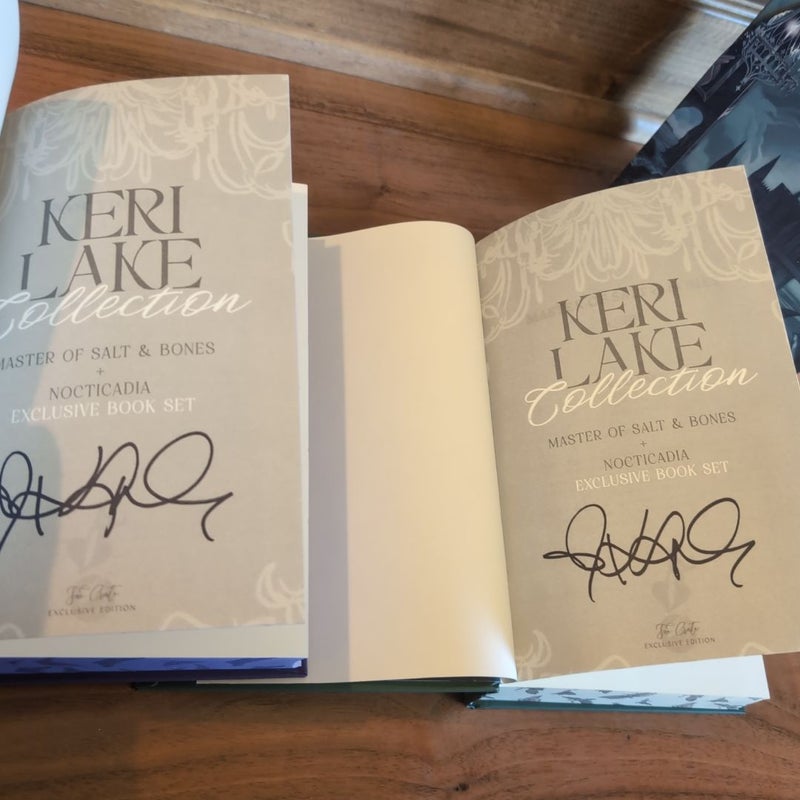 KERI
LAKE
Collection
MASTER OF SALT & BONES
+
NOCTICADIA
EXCLUSIVE BOOK SET
EXCLUSIVE EDITION
KERI
LAKE
Collection
MASTER OF SALT & BONES
+
NOCTICADIA
EXCLUSIVE BOOK SET
EXCLUSIVE EDITION